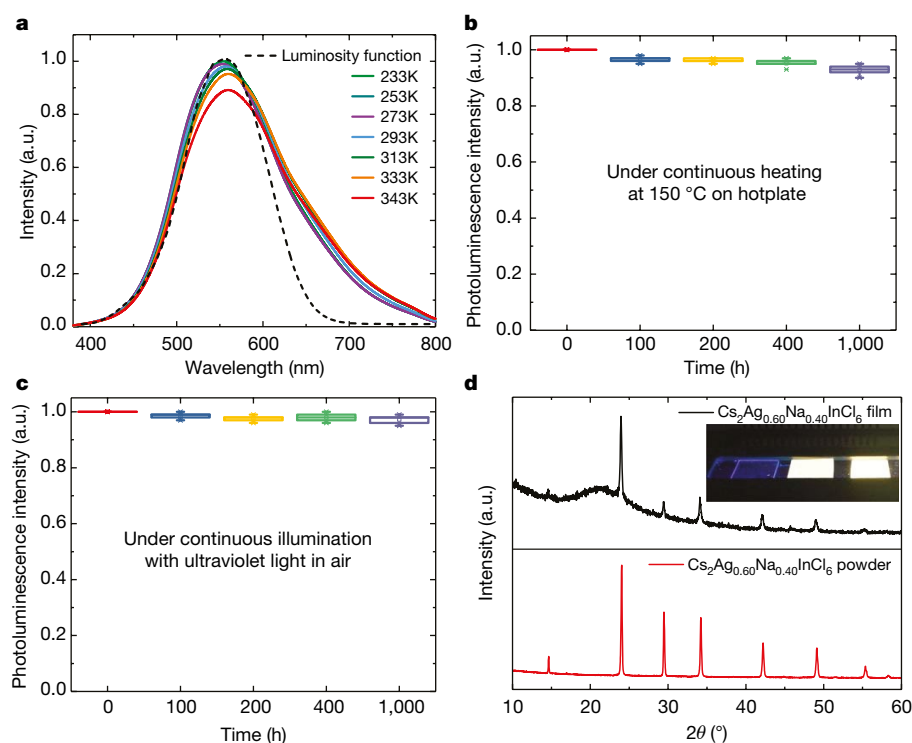 a
Intensity (a.u.)
1.0
0.8
0.6
0.4
0.2
0.0
400
500
600
700
800
Wavelength (nm)
Luminosity function
233K
253K
273K
293K
313K
333K
343K
b
Photoluminescence intensity (a.u.)
1.0
0.8
0.6
0.4
0.2
0
Under continuous heating
at 150 °C on hotplate
0
100
200
400
1,000
Time (h)
c
Photoluminescence intensity (a.u.)
1.0
0.8
0.6
0.4
0.2
0.0
Under continuous illumination
with ultraviolet light in air
0
100
200
400
1,000
Time (h)
d
Intensity (a.u.)
Cs₂Ag₀.₆₀Na₀.₄₀InCl₆ film
Cs₂Ag₀.₆₀Na₀.₄₀InCl₆ powder
10
20
30
40
50
60
2θ (°)